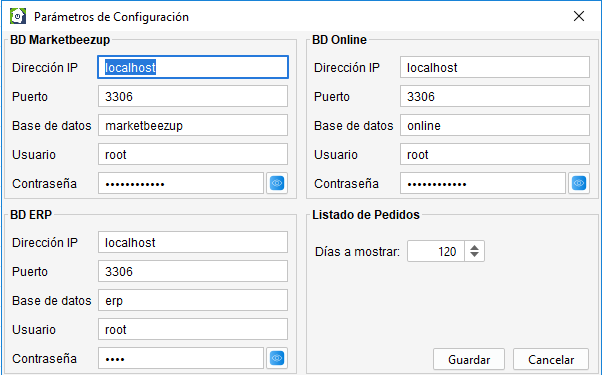 Parámetros de Configuración
BD Marketbeezup
Dirección IP localhost
Puerto 3306
Base de datos marketbeezup
Usuario root
Contraseña ••••••••••••
BD Online
Dirección IP localhost
Puerto 3306
Base de datos online
Usuario root
Contraseña ••••••••••••
BD ERP
Dirección IP localhost
Puerto 3306
Base de datos erp
Usuario root
Contraseña ••••
Listado de Pedidos
Días a mostrar: 120
Guardar Cancelar